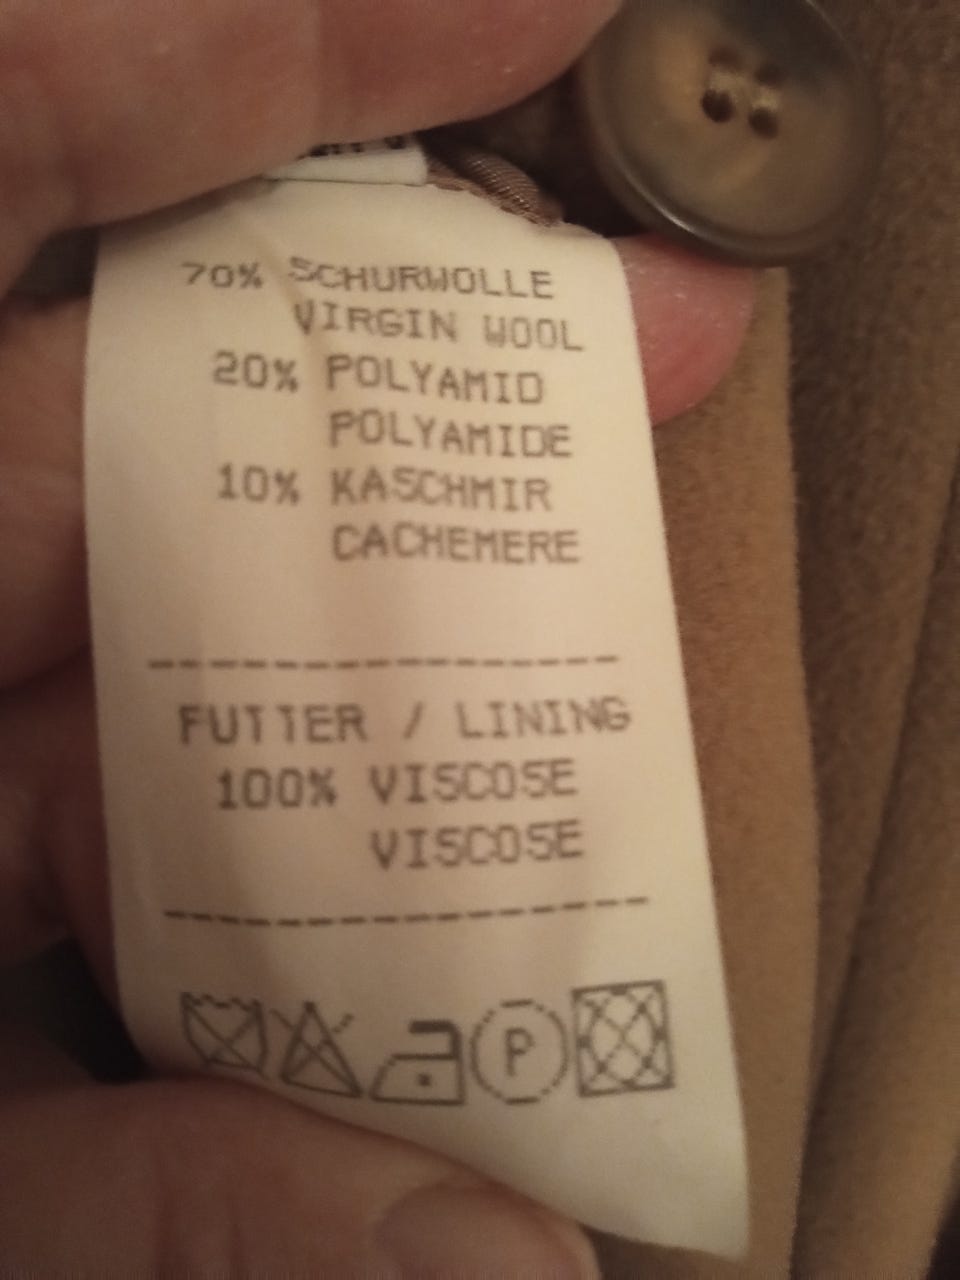 70% SCHURWOLLE
VIRGIN WOOL
20% POLYAMID
POLYAMIDE
10% KASCHMIR
CACHEMERE
FUTTER / LINING
100% VISCOSE
VISCOSE
P